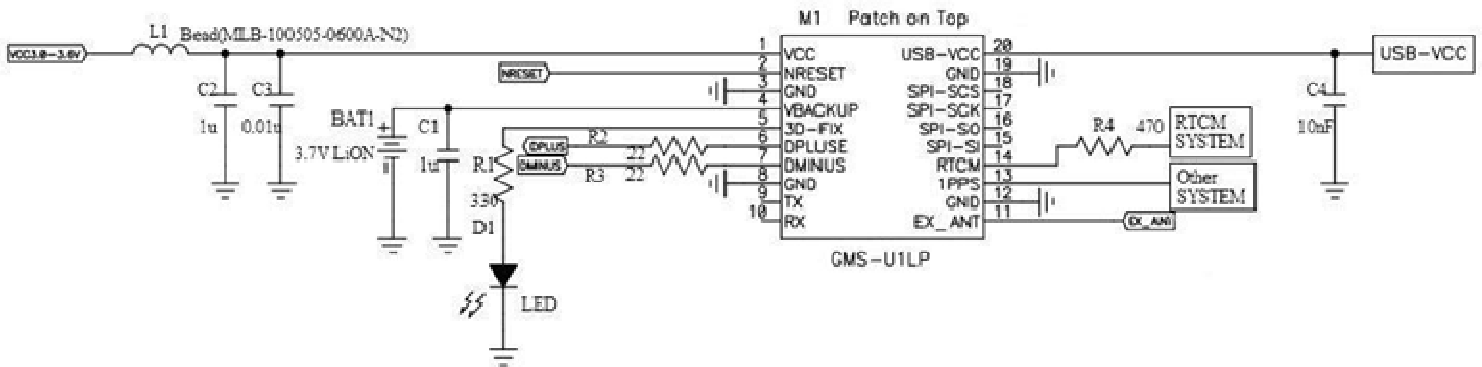 M1 Patch on Top
L1 Bead(MILB-100505-0600A-N2)
VCC3.0-3.6V
1 VCC
2 NRESET
3 GND
4 VBACKUP
5 3D-FIX
6 DPLUSE
7 DMINUS
8 GND
9 TX
10 RX
USB-VCC 20
GND 19
SPI-SCS 18
SPI-SCK 17
SPI-SO 16
SPI-SI 15
RTCM 14
1PPS 13
GND 12
EX_ANT 11
GMS-U1LP
NRESET
C2
1u
C3
0.01u
BAT1
+
3.7V LiON
C1
1u
R1
330
D1
LED
DPLUS
R2
22
DMINUS
R3
22
R4 470
RTCM
SYSTEM
Other
SYSTEM
EX_ANT
C4
10nF
USB-VCC